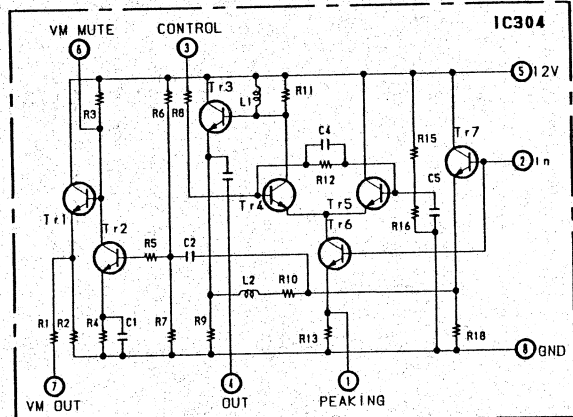 IC304
VM MUTE
CONTROL
6
3
5 12V
Tr3
L1
R11
R3
R6
R8
C4
R12
R15
Tr7
2 In
Tr1
Tr4
Tr5
C5
Tr2
Tr6
R16
R5
C2
L2
R10
R1
R2
R4
C1
R7
R9
R13
R18
8 GND
7
4
1
VM OUT
OUT
PEAKING